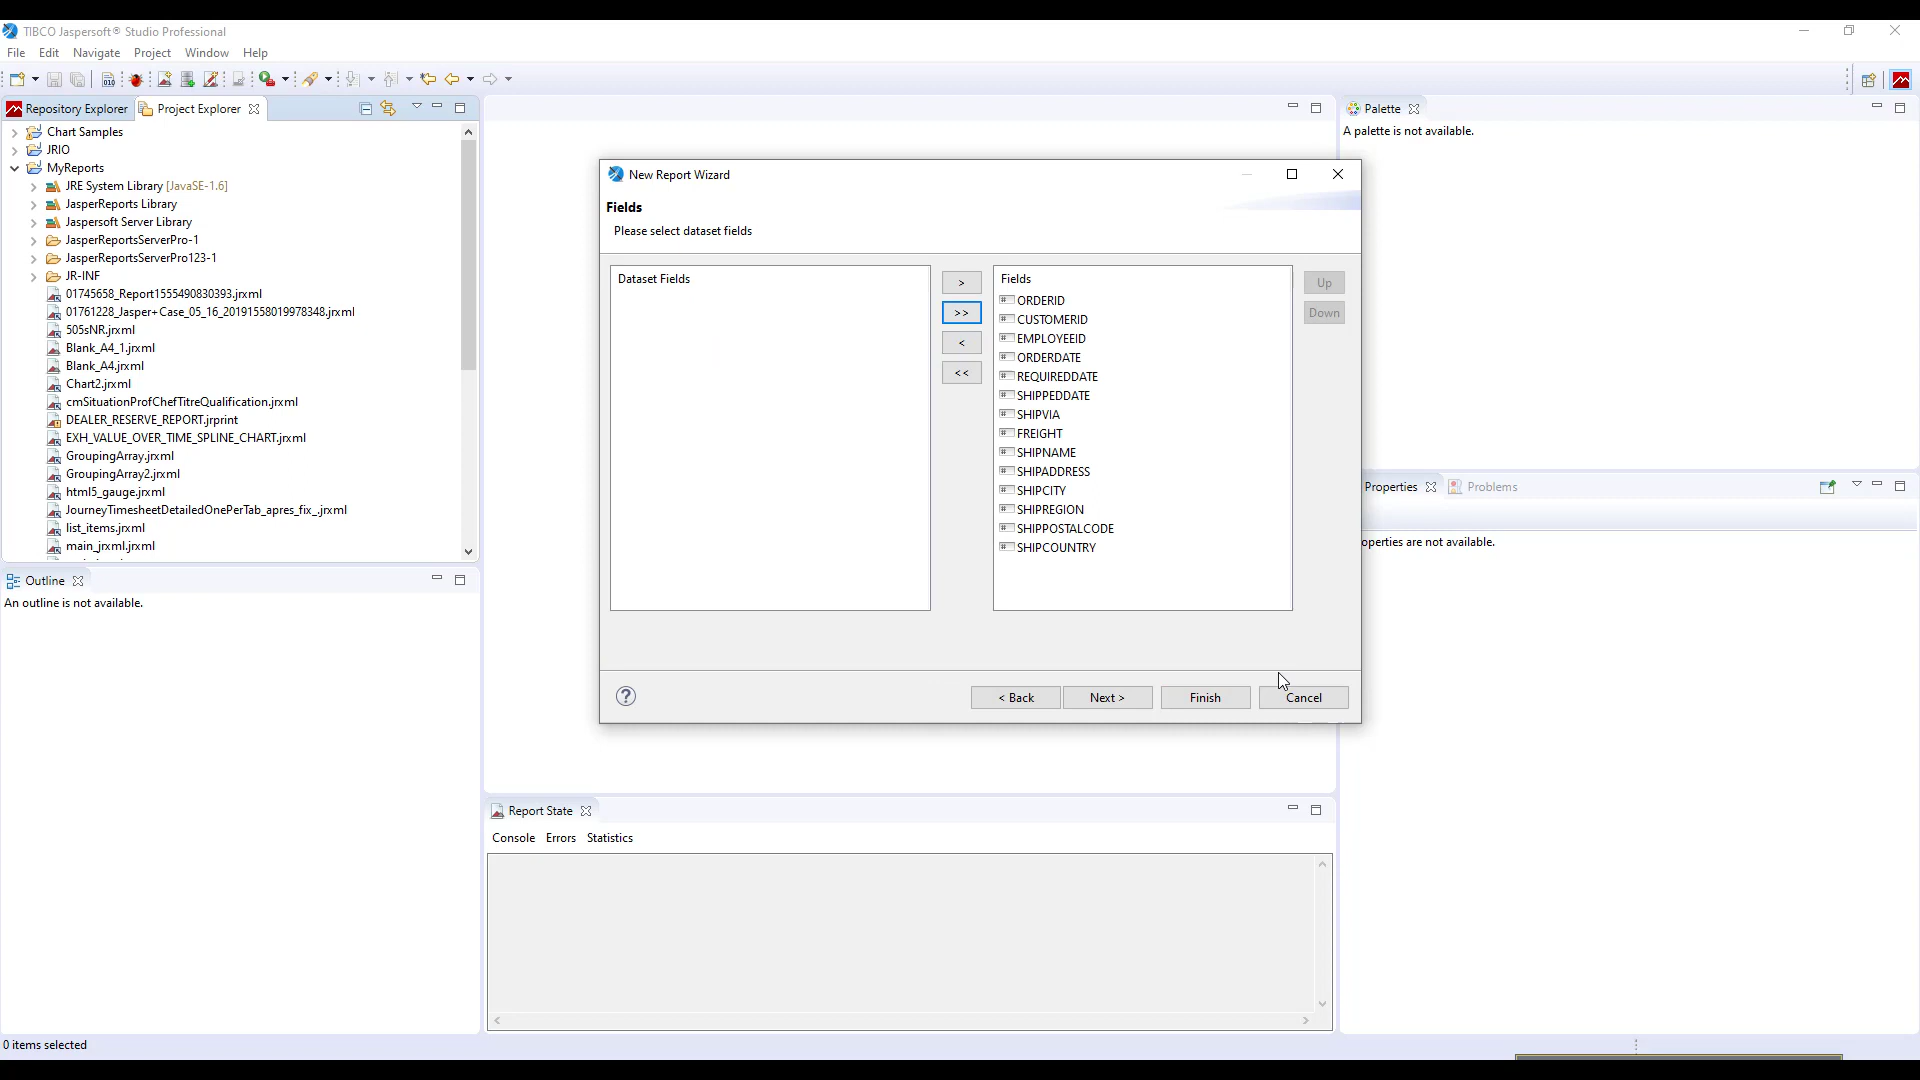 TIBCO Jaspersoft® Studio Professional
File Edit Navigate Project Window Help
Repository Explorer
Project Explorer
Chart Samples
JRIO
MyReports
JRE System Library [JavaSE-1.6]
JasperReports Library
Jaspersoft Server Library
JasperReportsServerPro-1
JasperReportsServerPro123-1
JR-INF
01745658_Report1555490830393.jrxml
01761228_Jasper+Case_05_16_20191558019978348.jrxml
505sNR.jrxml
Blank_A4_1.jrxml
Blank_A4.jrxml
Chart2.jrxml
cmSituationProfChefTitreQualification.jrxml
DEALER_RESERVE_REPORT.jrprint
EXH_VALUE_OVER_TIME_SPLINE_CHART.jrxml
GroupingArray.jrxml
GroupingArray2.jrxml
html5_gauge.jrxml
JourneyTimesheetDetailedOnePerTab_apres_fix_.jrxml
list_items.jrxml
main_jrxml.jrxml
Outline
An outline is not available.
New Report Wizard
Fields
Please select dataset fields
Dataset Fields
>
>>
<
<<
Fields
ORDERID
CUSTOMERID
EMPLOYEEID
ORDERDATE
REQUIREDDATE
SHIPPEDDATE
SHIPVIA
FREIGHT
SHIPNAME
SHIPADDRESS
SHIPCITY
SHIPREGION
SHIPPOSTALCODE
SHIPCOUNTRY
Up
Down
?
< Back
Next >
Finish
Cancel
Palette
A palette is not available.
Properties
Problems
operties are not available.
Report State
Console Errors Statistics
0 items selected